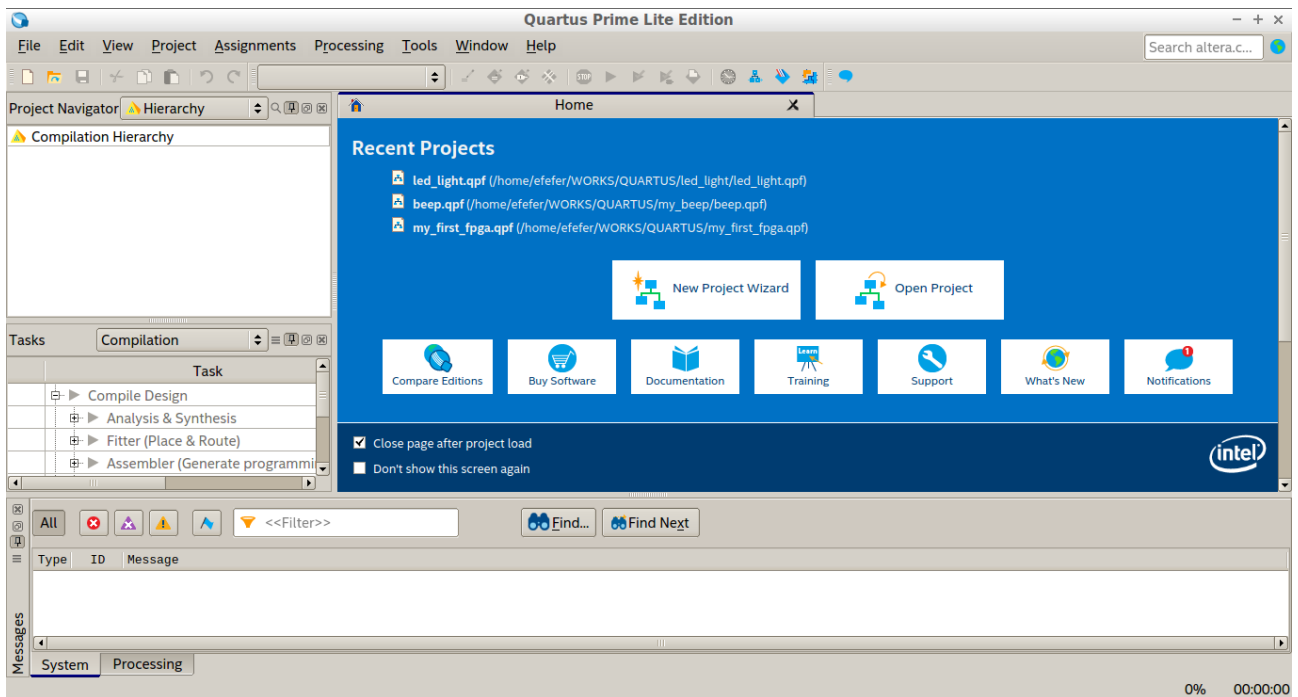 Quartus Prime Lite Edition
File Edit View Project Assignments Processing Tools Window Help
Search altera.c...
STOP
Project Navigator Hierarchy
Home
Compilation Hierarchy
Recent Projects
led_light.qpf (/home/efefer/WORKS/QUARTUS/led_light/led_light.qpf)
beep.qpf (/home/efefer/WORKS/QUARTUS/my_beep/beep.qpf)
my_first_fpga.qpf (/home/efefer/WORKS/QUARTUS/my_first_fpga.qpf)
New Project Wizard
Open Project
Tasks Compilation
Task
Compile Design
Analysis & Synthesis
Fitter (Place & Route)
Assembler (Generate programmi
Learn
1
Compare Editions
Buy Software
Documentation
Training
Support
What's New
Notifications
Close page after project load
Don't show this screen again
intel
All
<<Filter>>
Find...
Find Next
Type ID Message
Messages
System Processing
0% 00:00:00